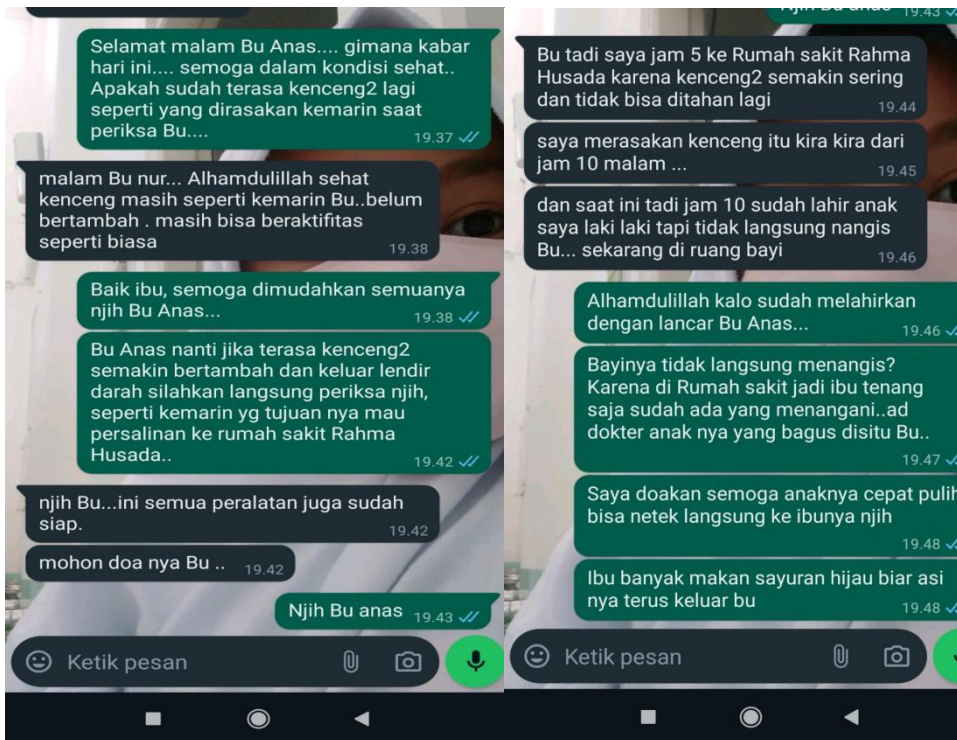 Selamat malam Bu Anas.... gimana kabar
hari ini.... semoga dalam kondisi sehat..
Apakah sudah terasa kenceng2 lagi
seperti yang dirasakan kemarin saat
periksa Bu....
19.37
malam Bu nur... Alhamdulillah sehat
kenceng masih seperti kemarin Bu..belum
bertambah . masih bisa beraktifitas
seperti biasa
19.38
Baik ibu, semoga dimudahkan semuanya
njih Bu Anas...
19.38
Bu Anas nanti jika terasa kenceng2
semakin bertambah dan keluar lendir
darah silahkan langsung periksa njih,
seperti kemarin yg tujuan nya mau
persalinan ke rumah sakit Rahma
Husada..
19.42
njih Bu...ini semua peralatan juga sudah
siap.
19.42
mohon doa nya Bu ..
19.42
Njih Bu anas
19.43
Ketik pesan
Njih Bu anas
19.43
Bu tadi saya jam 5 ke Rumah sakit Rahma
Husada karena kenceng2 semakin sering
dan tidak bisa ditahan lagi
19.44
saya merasakan kenceng itu kira kira dari
jam 10 malam ...
19.45
dan saat ini tadi jam 10 sudah lahir anak
saya laki laki tapi tidak langsung nangis
Bu... sekarang di ruang bayi
19.46
Alhamdulillah kalo sudah melahirkan
dengan lancar Bu Anas...
19.46
Bayinya tidak langsung menangis?
Karena di Rumah sakit jadi ibu tenang
saja sudah ada yang menangani..ad
dokter anak nya yang bagus disitu Bu..
19.47
Saya doakan semoga anaknya cepat pulih
bisa netek langsung ke ibunya njih
19.48
Ibu banyak makan sayuran hijau biar asi
nya terus keluar bu
19.48
Ketik pesan